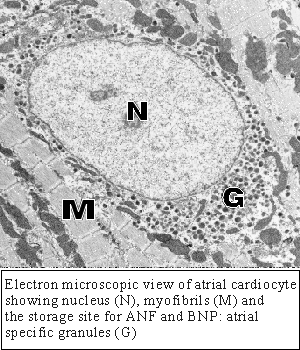 N
G
M
Electron microscopic view of atrial cardiocyte
showing nucleus (N), myofibrils (M) and
the storage site for ANF and BNP: atrial
specific granules (G)